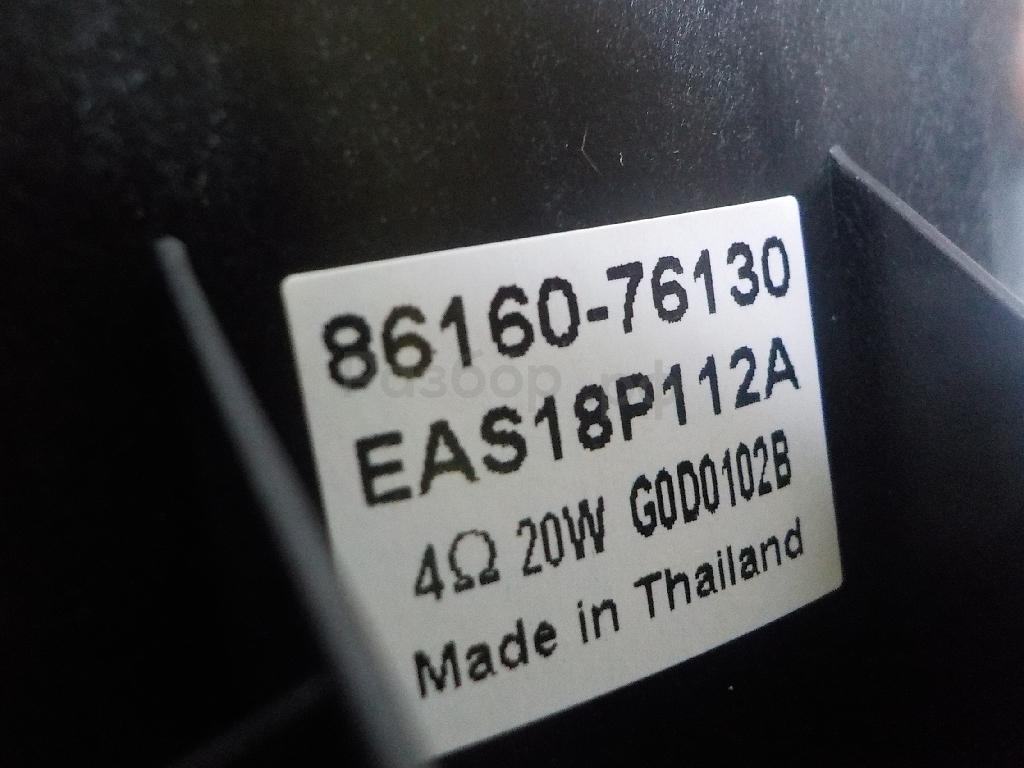 86160-76130
EAS18P112A
4Ω 20W G0D0102B
Made in Thailand